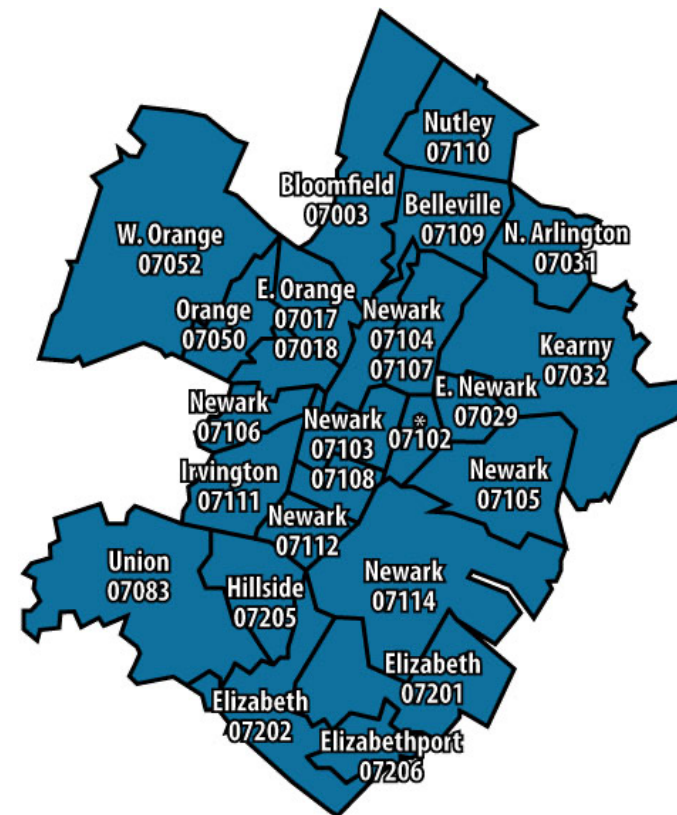 Nutley
07110
Bloomfield
07003
Belleville
07109
W. Orange
07052
N. Arlington
07031
E. Orange
07017
07018
Orange
07050
Newark
07104
07107
Kearny
07032
E. Newark
07029
Newark
07106
Newark
07103
07108
*
07102
Irvington
07111
Newark
07105
Newark
07112
Union
07083
Hillside
07205
Newark
07114
Elizabeth
07201
Elizabeth
07202
Elizabethport
07206